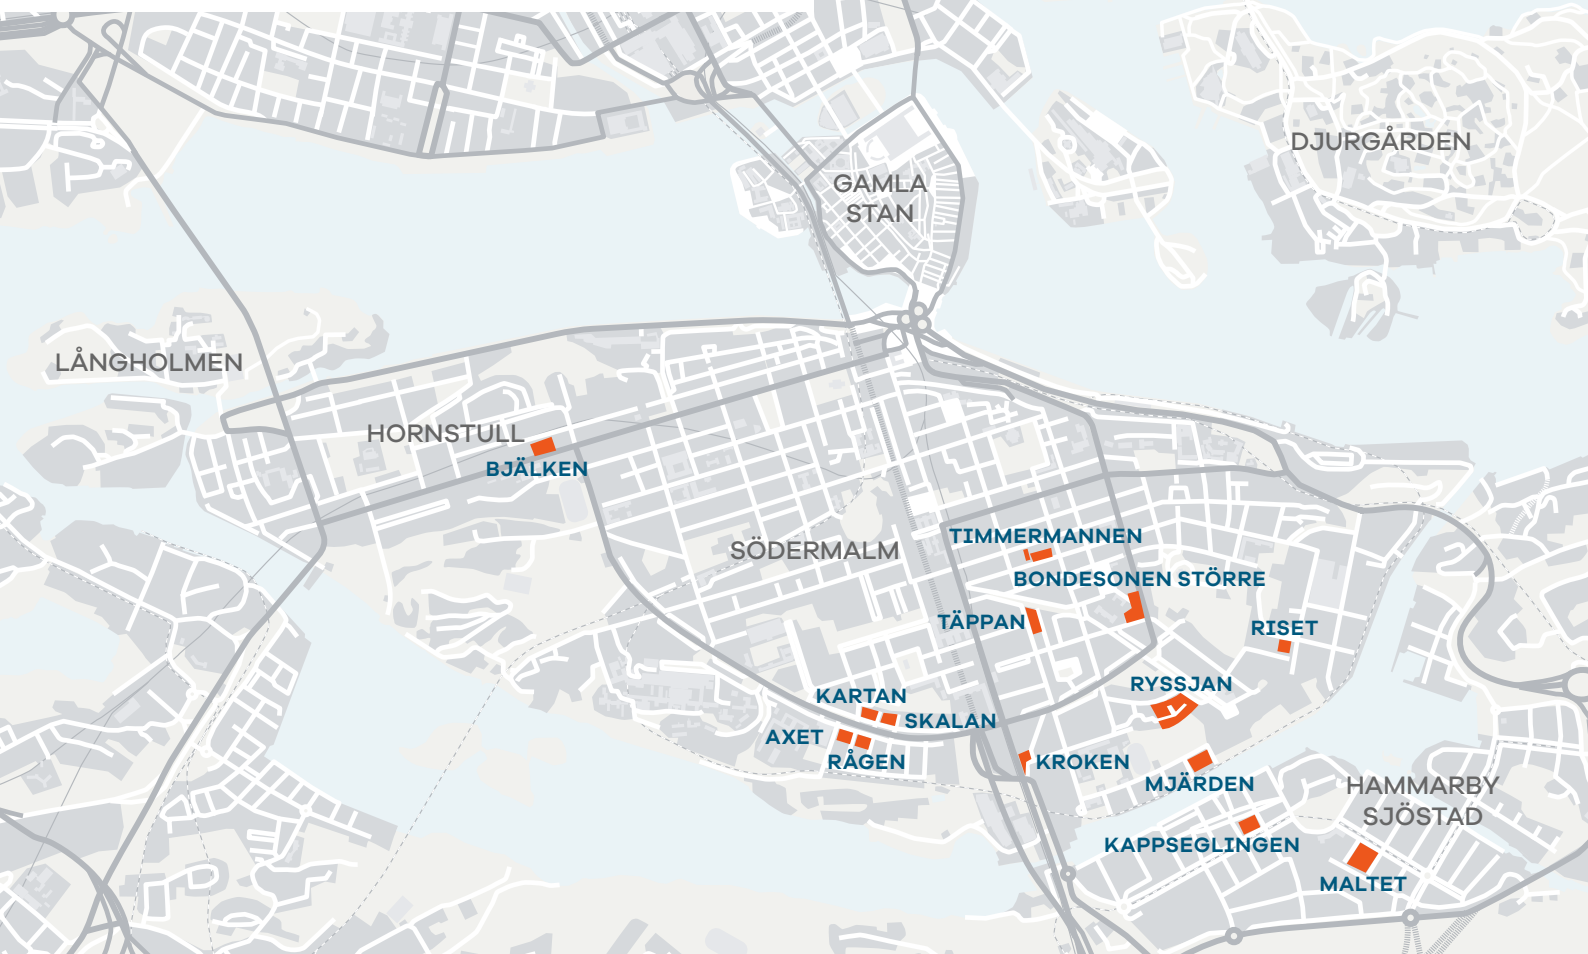 DJURGÅRDEN
GAMLA
STAN
LÅNGHOLMEN
HORNSTULL
BJÄLKEN
SÖDERMALM
TIMMERMANNEN
BONDESONEN STÖRRE
TÄPPAN
RISET
RYSSJAN
KARTAN
SKALAN
AXET
RÅGEN
KROKEN
MJÄRDEN
HAMMARBY
SJÖSTAD
KAPPSEGLINGEN
MALTET